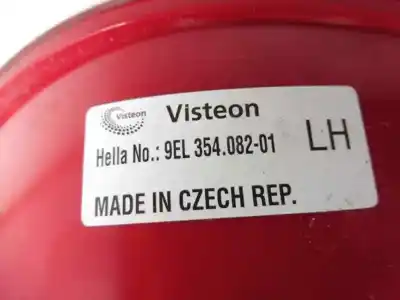 Visteon
Visteon
LH
Hella No.: 9EL 354.082-01
MADE IN CZECH REP.